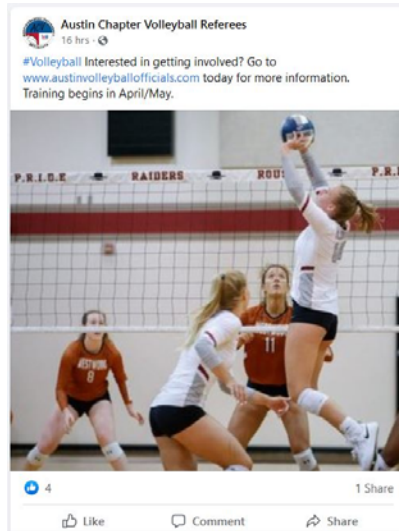 Austin Chapter Volleyball Referees
16 hrs ·
#Volleyball Interested in getting involved? Go to
www.austinvolleyballofficials.com today for more information.
Training begins in April/May.
P.R.I.D.E RAIDERS ROU
WESTWOOD
8
11
4
1 Share
Like Comment Share